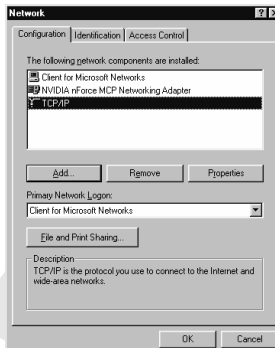 Network
Configuration Identification Access Control
The following network components are installed:
Client for Microsoft Networks
NVIDIA nForce MCP Networking Adapter
TCP/IP
Add... Remove Properties
Primary Network Logon:
Client for Microsoft Networks
File and Print Sharing...
Description
TCP/IP is the protocol you use to connect to the Internet and
wide-area networks.
OK Cancel